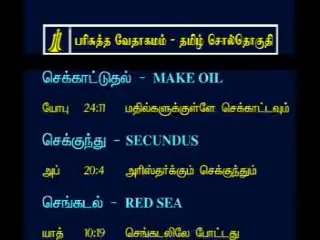 பரிசுத்த வேதாகமம் - தமிழ் சொல்தொகுதி
செக்காட்டுதல் - MAKE OIL
யோபு 24:11 மதில்களுக்குள்ளே செக்காட்டவும்
செக்குந்து - SECUNDUS
அப் 20:4 அரிஸ்தர்க்கும் செக்குந்தும்
செங்கடல் - RED SEA
யாத் 10:19 செங்கடலிலே போட்டது